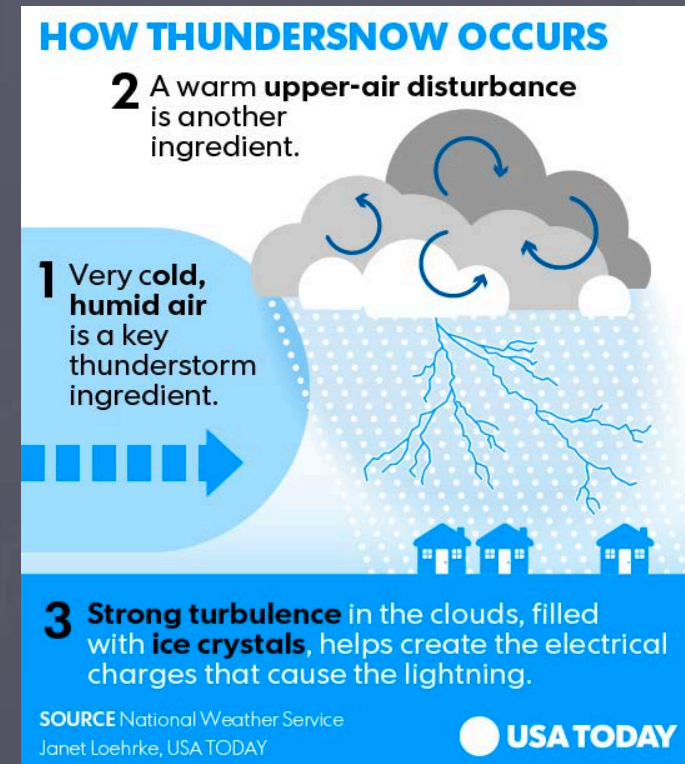 HOW THUNDERSNOW OCCURS
2 A warm upper-air disturbance
is another
ingredient.
1 Very cold,
humid air
is a key
thunderstorm
ingredient.
3 Strong turbulence in the clouds, filled
with ice crystals, helps create the electrical
charges that cause the lightning.
SOURCE National Weather Service
Janet Loehrke, USA TODAY
USA TODAY